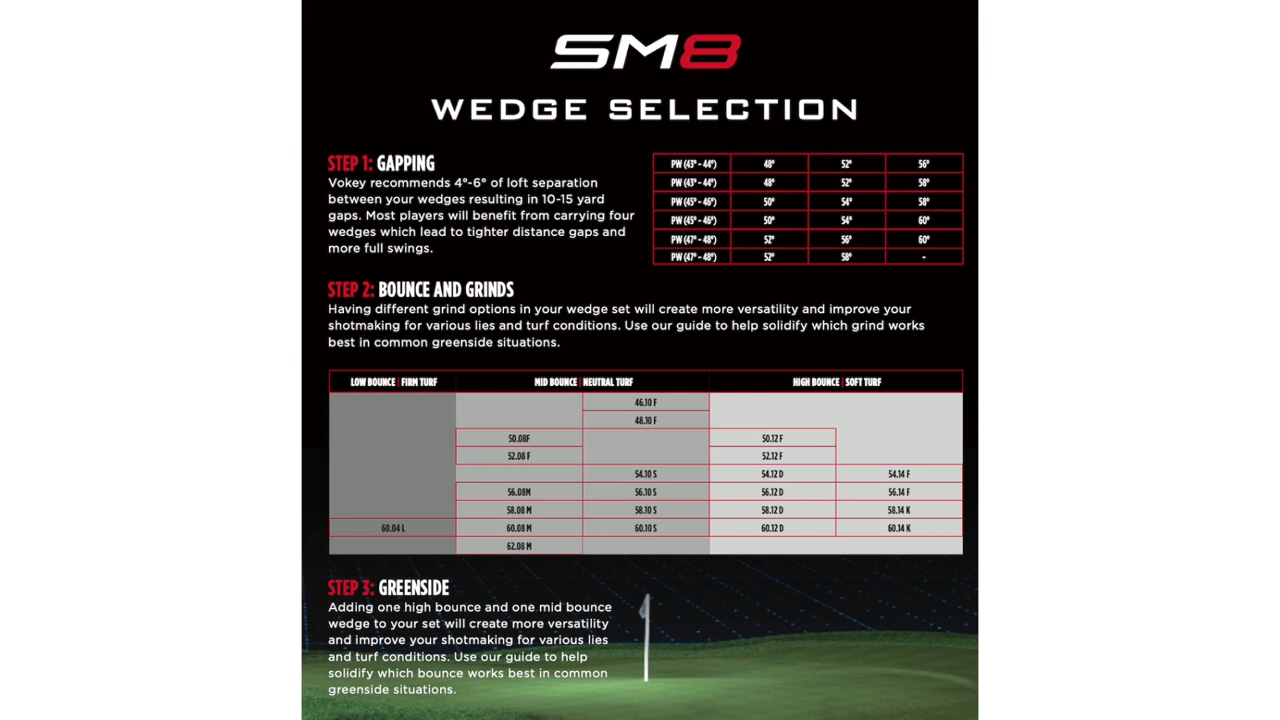 SM8
WEDGE SELECTION
STEP 1: GAPPING
Vokey recommends 4°-6° of loft separation
between your wedges resulting in 10-15 yard
gaps. Most players will benefit from carrying four
wedges which lead to tighter distance gaps and
more full swings.
PW (43° - 44°) 48° 52° 56°
PW (43° - 44°) 48° 52° 58°
PW (45° - 46°) 50° 54° 58°
PW (45° - 46°) 50° 54° 60°
PW (47° - 48°) 52° 56° 60°
PW (47° - 48°) 52° 58° -
STEP 2: BOUNCE AND GRINDS
Having different grind options in your wedge set will create more versatility and improve your
shotmaking for various lies and turf conditions. Use our guide to help solidify which grind works
best in common greenside situations.
LOW BOUNCE | FIRM TURF MID BOUNCE | NEUTRAL TURF HIGH BOUNCE | SOFT TURF
46.10 F
48.10 F
50.08F 50.12 F
52.08 F 52.12 F
54.10 S 54.12 D 54.14 F
56.08M 56.10 S 56.12 D 56.14 F
58.08 M 58.10 S 58.12 D 58.14 K
60.04 L 60.08 M 60.10 S 60.12 D 60.14 K
62.08 M
STEP 3: GREENSIDE
Adding one high bounce and one mid bounce
wedge to your set will create more versatility
and improve your shotmaking for various lies
and turf conditions. Use our guide to help
solidify which bounce works best in common
greenside situations.